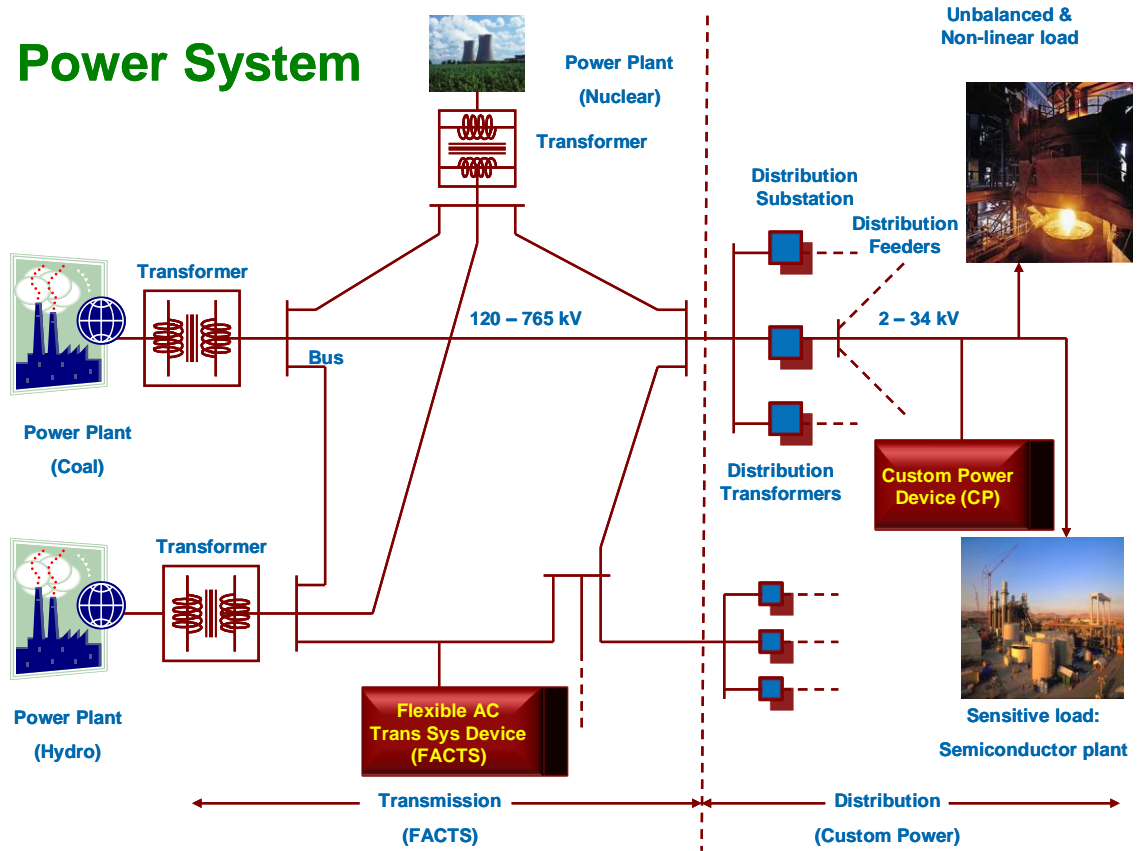 Power System
Unbalanced &
Non-linear load
Power Plant
(Nuclear)
Transformer
Distribution
Substation
Distribution
Feeders
Transformer
120 – 765 kV
2 – 34 kV
Bus
Power Plant
(Coal)
Distribution
Transformers
Custom Power
Device (CP)
Transformer
Power Plant
(Hydro)
Flexible AC
Trans Sys Device
(FACTS)
Sensitive load:
Semiconductor plant
Transmission
(FACTS)
Distribution
(Custom Power)